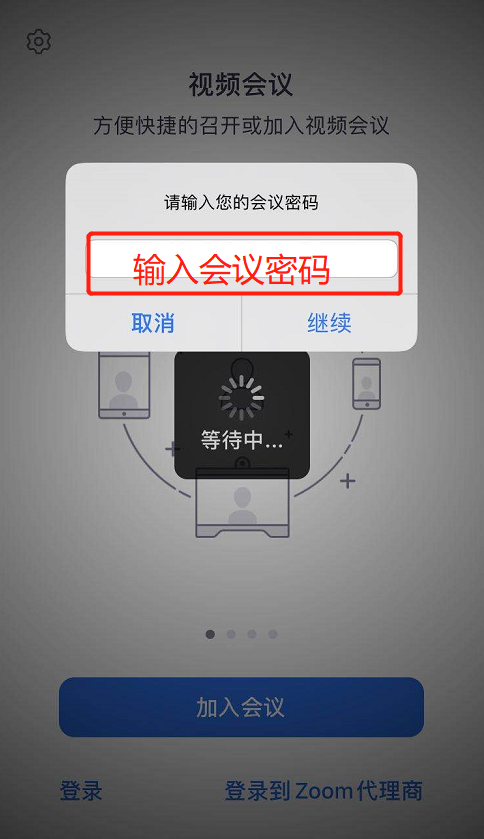 视频会议
方便快捷的召开或加入视频会议
请输入您的会议密码
输入会议密码
取消 继续
等待中...
加入会议
登录 登录到 Zoom 代理商